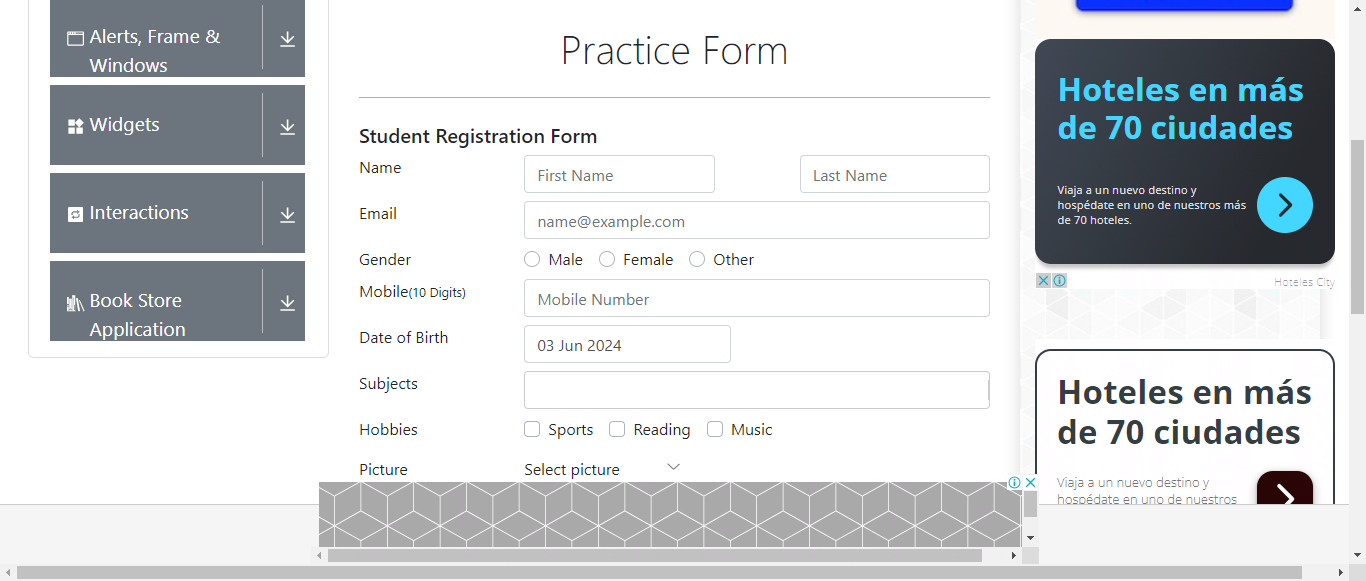 Alerts, Frame &
Windows
Widgets
Interactions
Book Store
Application
Practice Form
Student Registration Form
Name
First Name
Last Name
Email
name@example.com
Gender
Male
Female
Other
Mobile(10 Digits)
Mobile Number
Date of Birth
03 Jun 2024
Subjects
Hobbies
Sports
Reading
Music
Picture
Select picture
Hoteles en más
de 70 ciudades
Viaja a un nuevo destino y
hospédate en uno de nuestros más
de 70 hoteles.
Hoteles City
Hoteles en más
de 70 ciudades
Viaja a un nuevo destino y
hospédate en uno de nuestros